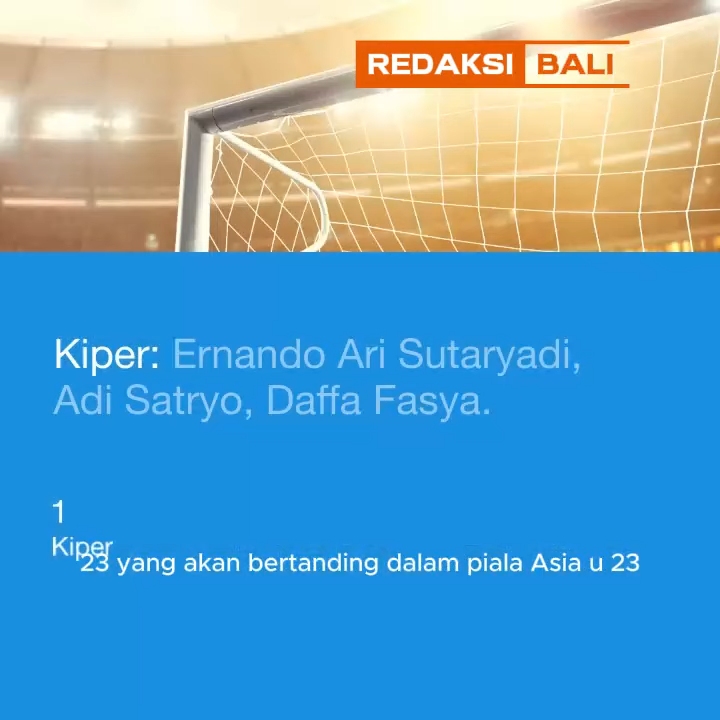 REDAKSI BALI
Kiper: Ernando Ari Sutaryadi,
Adi Satryo, Daffa Fasya.
1
Kiper
23 yang akan bertanding dalam piala Asia u 23